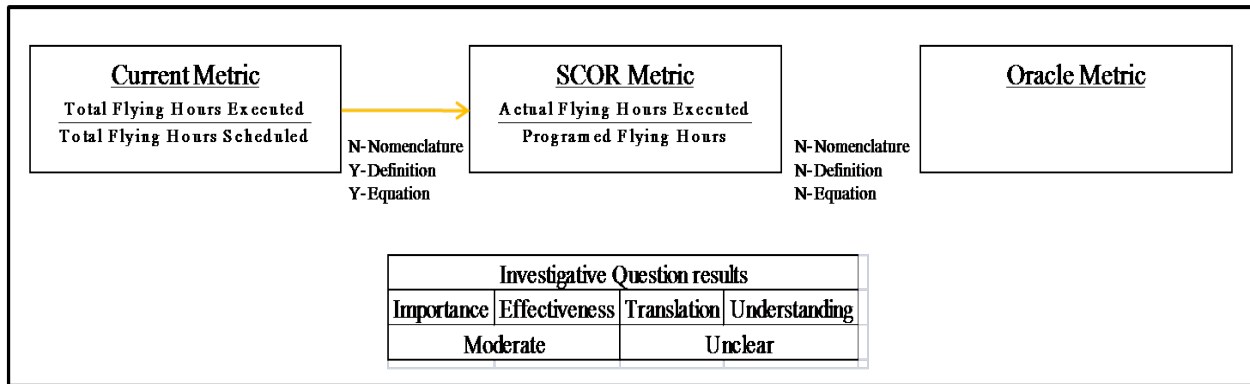 Current Metric
Total Flying Hours Executed
Total Flying Hours Scheduled
N-Nomenclature
Y-Definition
Y-Equation
SCOR Metric
Actual Flying Hours Executed
Programed Flying Hours
N-Nomenclature
N-Definition
N-Equation
Oracle Metric
Investigative Question results
Importance Effectiveness Translation Understanding
Moderate Unclear